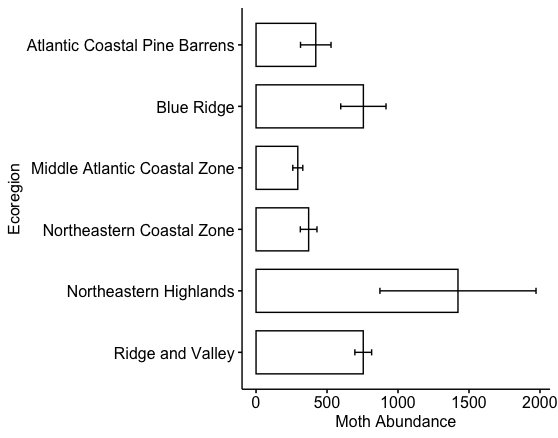 Atlantic Coastal Pine Barrens
Blue Ridge
Middle Atlantic Coastal Zone
Northeastern Coastal Zone
Northeastern Highlands
Ridge and Valley
Ecoregion
0 500 1000 1500 2000
Moth Abundance